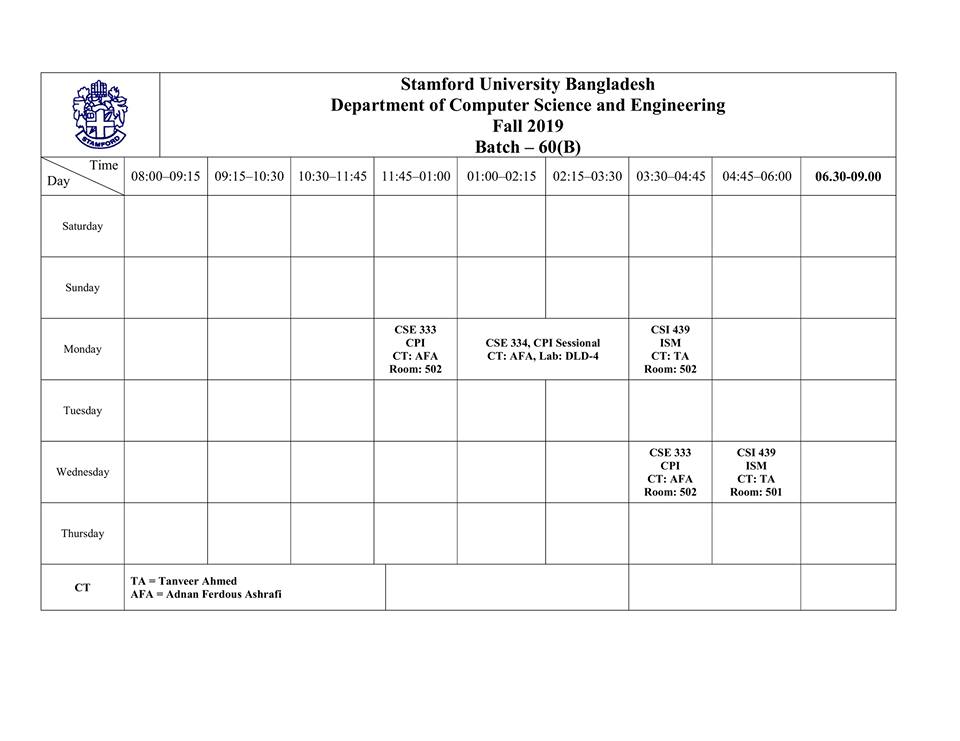 STAMFORD
Stamford University Bangladesh
Department of Computer Science and Engineering
Fall 2019
Batch – 60(B)
Time
Day
08:00–09:15 09:15–10:30 10:30–11:45 11:45–01:00 01:00–02:15 02:15–03:30 03:30–04:45 04:45–06:00 06.30-09.00
Saturday
Sunday
Monday
CSE 333
CPI
CT: AFA
Room: 502
CSE 334, CPI Sessional
CT: AFA, Lab: DLD-4
CSI 439
ISM
CT: TA
Room: 502
Tuesday
Wednesday
CSE 333
CPI
CT: AFA
Room: 502
CSI 439
ISM
CT: TA
Room: 501
Thursday
CT
TA = Tanveer Ahmed
AFA = Adnan Ferdous Ashrafi